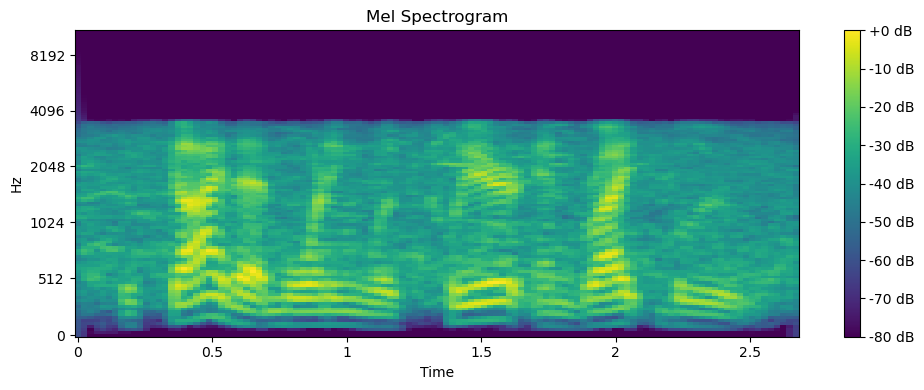 Mel Spectrogram
8192
4096
2048
1024
512
0
Hz
0
0.5
1
1.5
2
2.5
Time
+0 dB
-10 dB
-20 dB
-30 dB
-40 dB
-50 dB
-60 dB
-70 dB
-80 dB